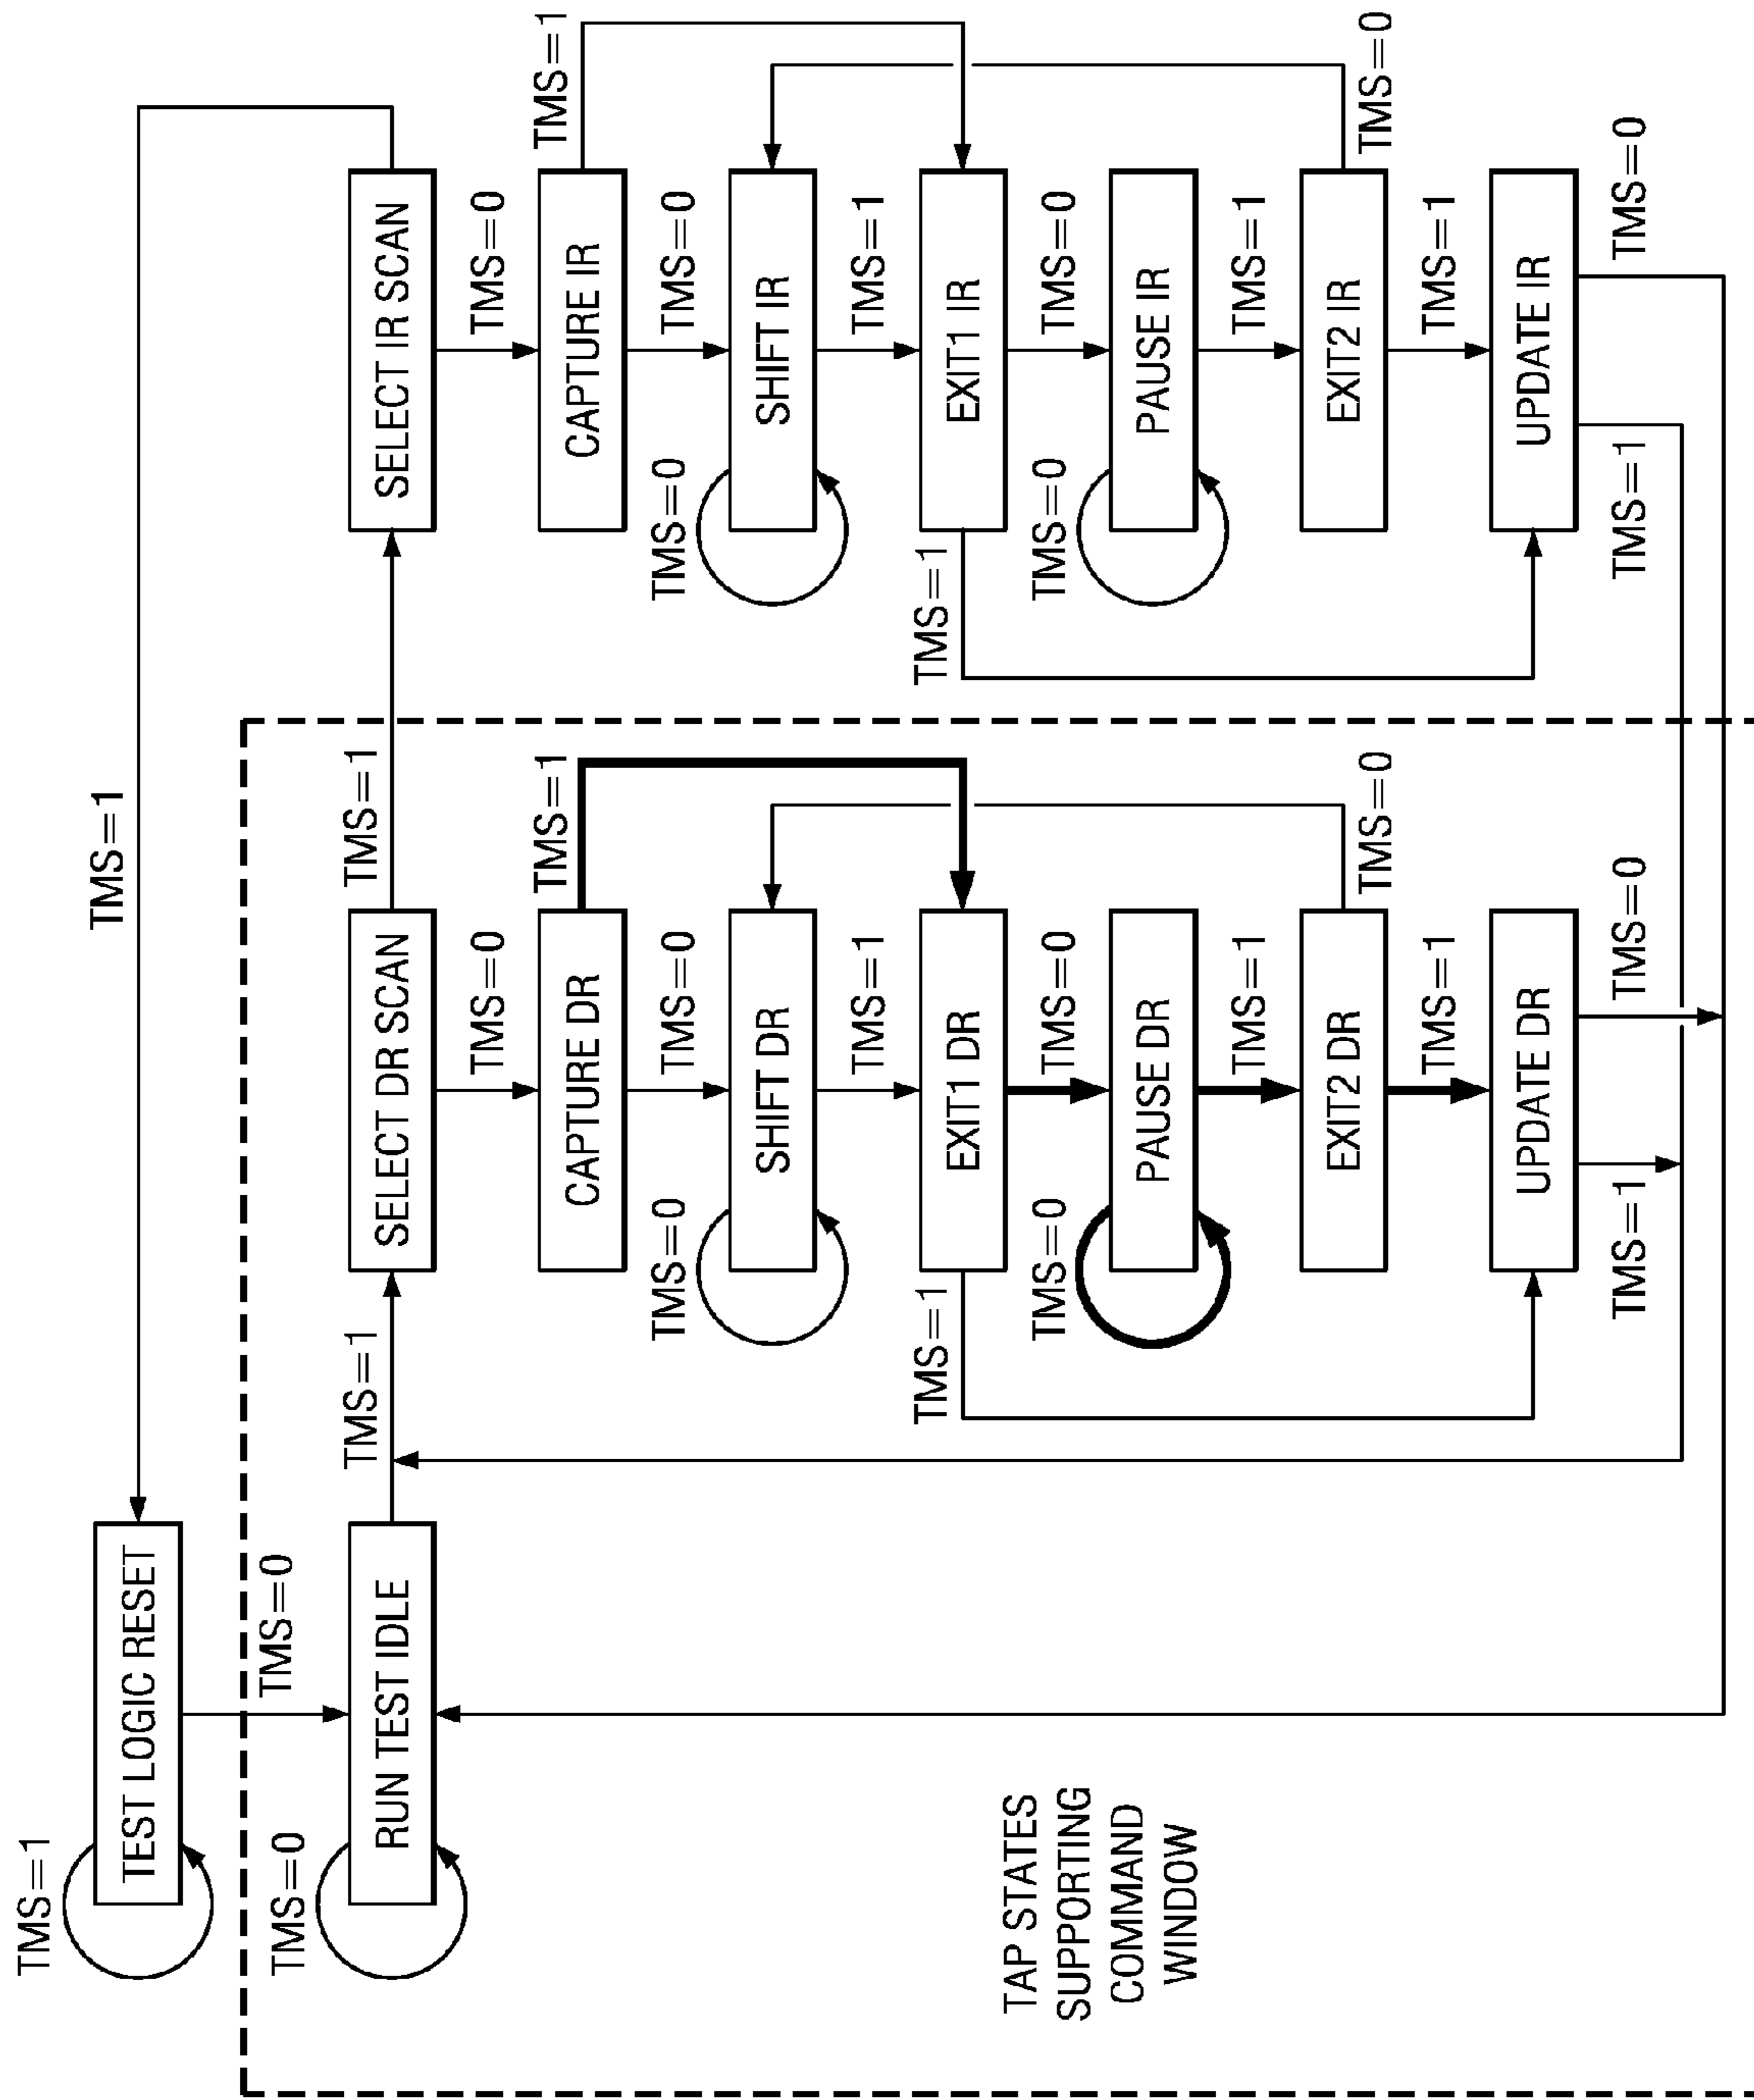 TMS=1
TEST LOGIC RESET
TMS=1
TMS=0
TMS=0
RUN TEST IDLE
TMS=1
SELECT DR SCAN
TMS=1
SELECT IR SCAN
TMS=0
TMS=0
CAPTURE DR
TMS=1
CAPTURE IR
TMS=1
TMS=0
TMS=0
TMS=0
TMS=0
SHIFT DR
SHIFT IR
TMS=1
TMS=1
TMS=1
EXIT1 DR
TMS=1
EXIT1 IR
TMS=0
TMS=0
TMS=0
TMS=0
PAUSE DR
PAUSE IR
TMS=1
TMS=1
EXIT2 DR
TMS=0
EXIT2 IR
TMS=0
TMS=1
TMS=1
UPDATE DR
UPDATE IR
TMS=1
TMS=0
TMS=1
TMS=0
TAP STATES
SUPPORTING
COMMAND
WINDOW